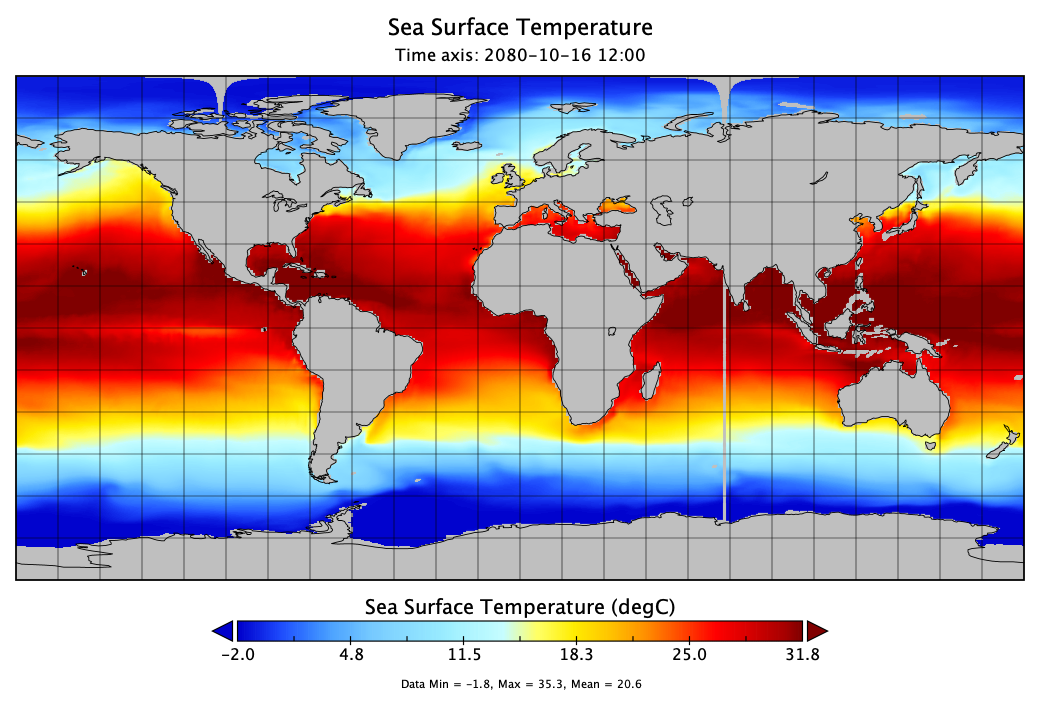 Sea Surface Temperature
Time axis: 2080-10-16 12:00
Sea Surface Temperature (degC)
-2.0 4.8 11.5 18.3 25.0 31.8
Data Min = -1.8, Max = 35.3, Mean = 20.6